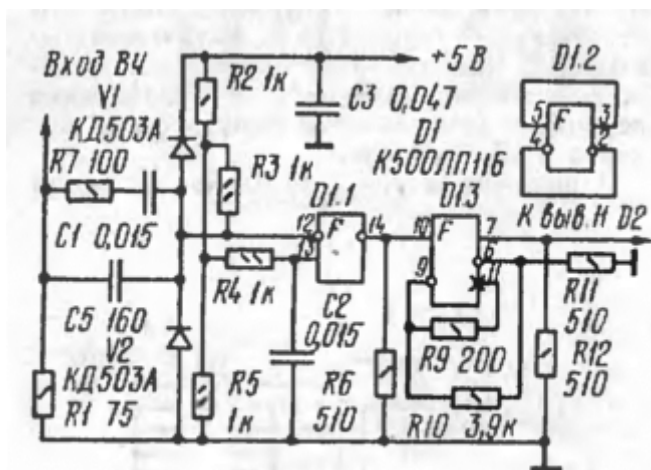 Вход ВЧ
V1
КД503А
R7 100
C1 0,015
C5 160
V2
КД503А
R1 75
R2 1к
R3 1к
R4 1к
R5
1к
C3 0,047
+5 В
D1
К500ЛП116
D1.1
F
12
13
14
C2
0,015
R6
510
D1.3
F
10
9
7
6
11
R9 200
R10 3,9к
D1.2
F
5
4
3
2
К выв. Н D2
R11
510
R12
510